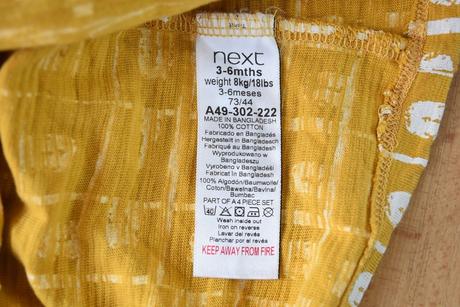 next
3-6mths
weight 8kg/18lbs
3-6meses
73/44
A49-302-222
MADE IN BANGLADESH
100% COTTON
Fabricado en Bangladés
Hergestellt in Bangladesch
Fabriqué au Bangladesh
Wyprodukowano w
Bangladeszu
Vyrobeno v Bangladéši
Fabricat în Bangladesh
100% Algodón/Baumwolle/
Coton/Bawełna/Bavlna/
Bumbac
PART OF A 4 PIECE SET
40
Wash inside out
Iron on reverse
Lavar del revés
Planchar por el revés
KEEP AWAY FROM FIRE